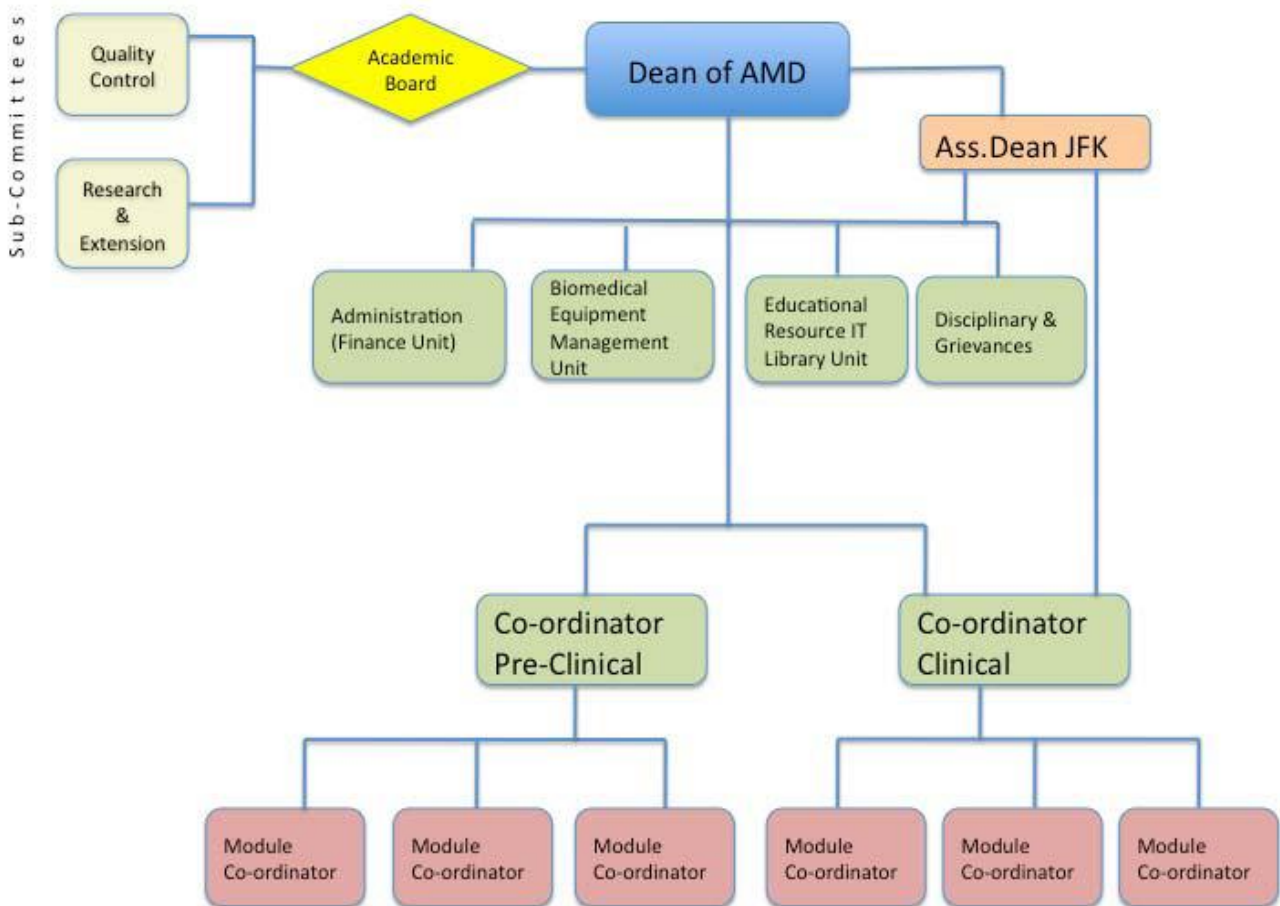 Sub-Committees
Quality
Control
Academic
Board
Dean of AMD
Ass.Dean JFK
Research
&
Extension
Administration
(Finance Unit)
Biomedical
Equipment
Management
Unit
Educational
Resource IT
Library Unit
Disciplinary &
Grievances
Co-ordinator
Pre-Clinical
Co-ordinator
Clinical
Module
Co-ordinator
Module
Co-ordinator
Module
Co-ordinator
Module
Co-ordinator
Module
Co-ordinator
Module
Co-ordinator